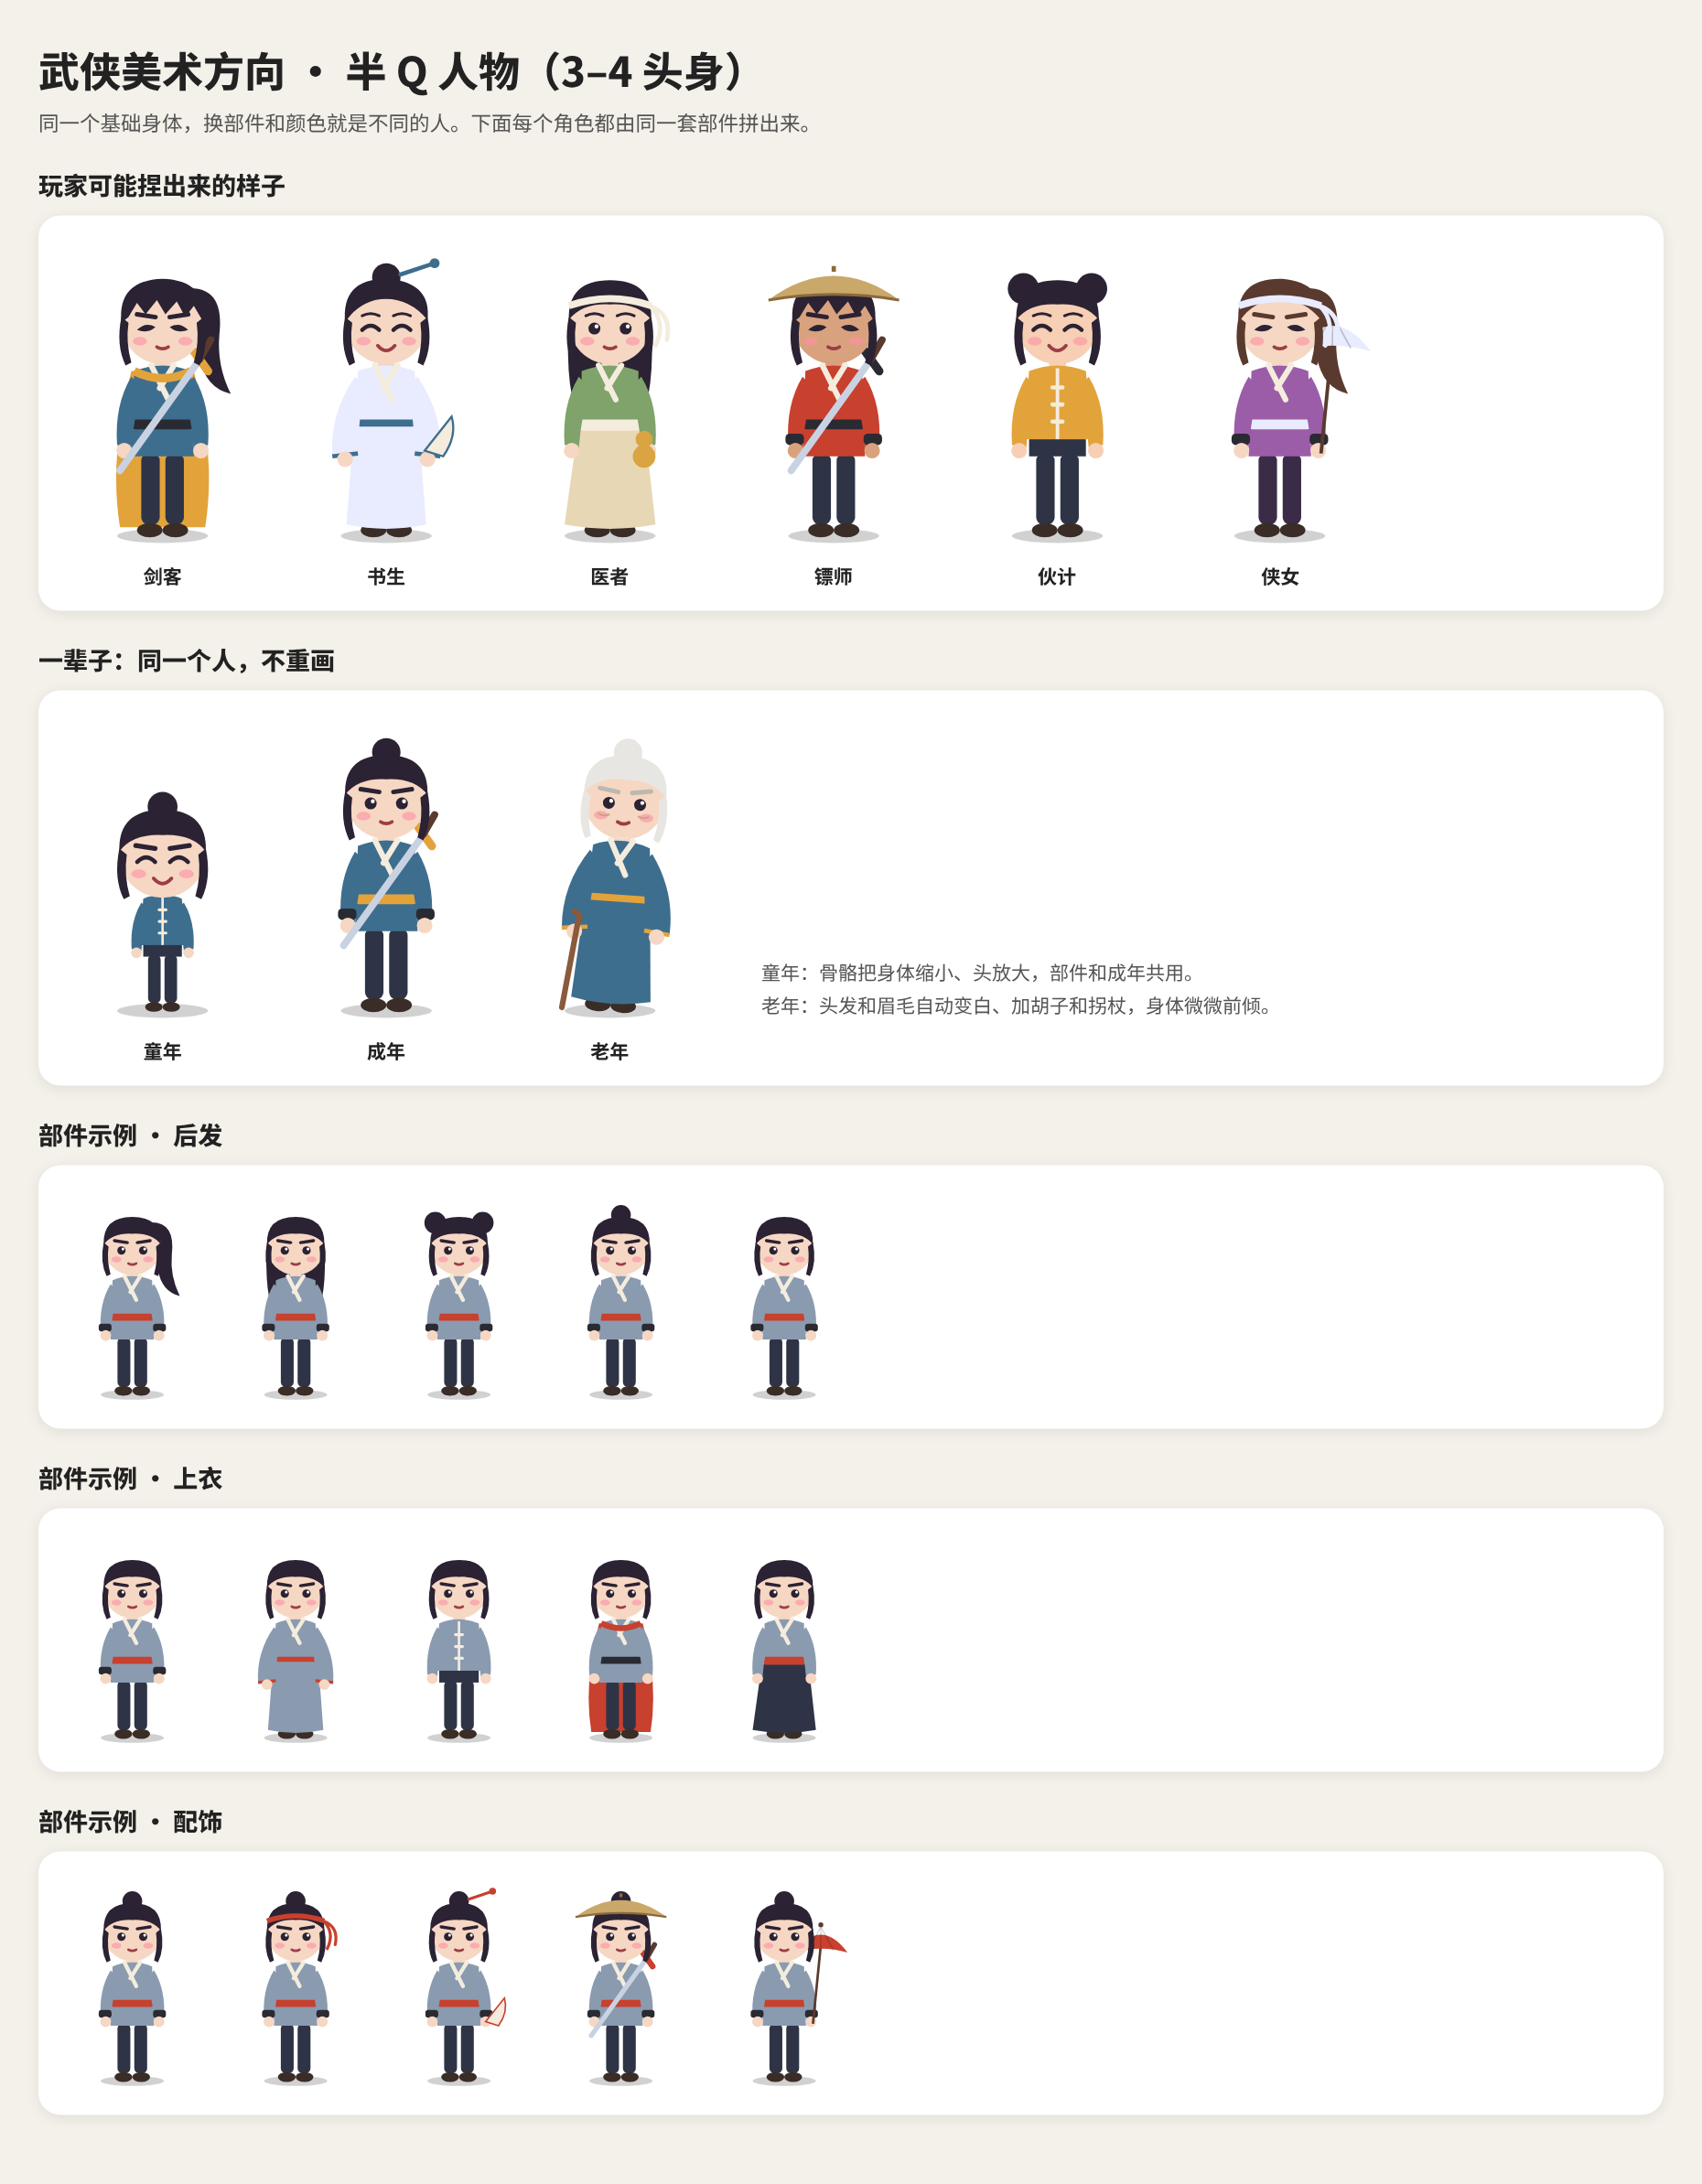 武侠美术方向 · 半 Q 人物（3–4 头身）
同一个基础身体，换部件和颜色就是不同的人。下面每个角色都由同一套部件拼出来。
玩家可能捏出来的样子
剑客
书生
医者
镖师
伙计
侠女
一辈子：同一个人，不重画
童年：骨骼把身体缩小、头放大，部件和成年共用。
老年：头发和眉毛自动变白、加胡子和拐杖，身体微微前倾。
童年
成年
老年
部件示例 · 后发
部件示例 · 上衣
部件示例 · 配饰